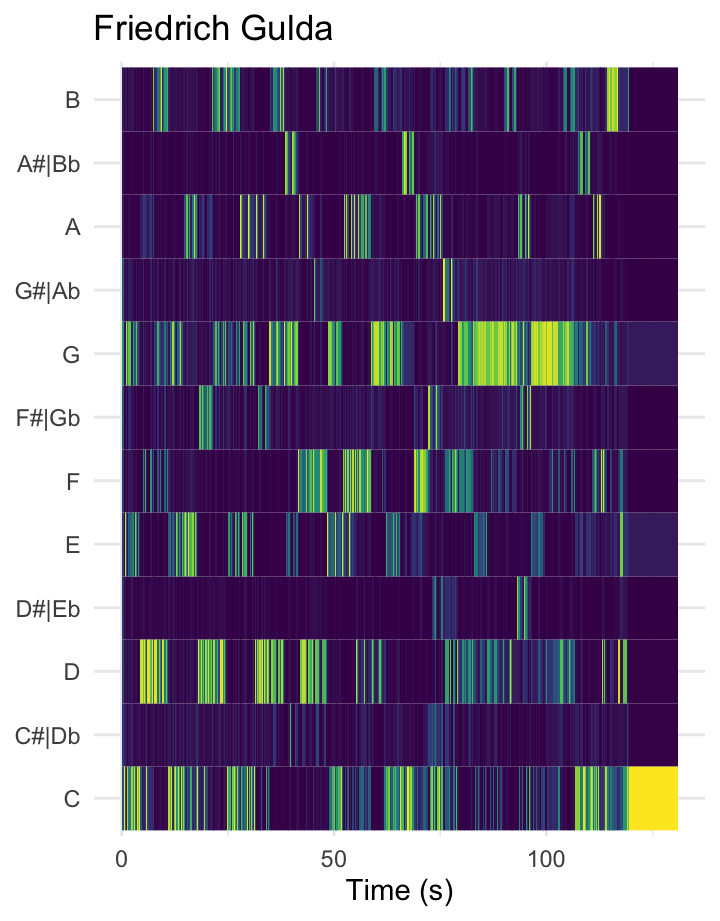 Friedrich Gulda
B
A#|Bb
A
G#|Ab
G
F#|Gb
F
E
D#|Eb
D
C#|Db
C
0 50 100
Time (s)